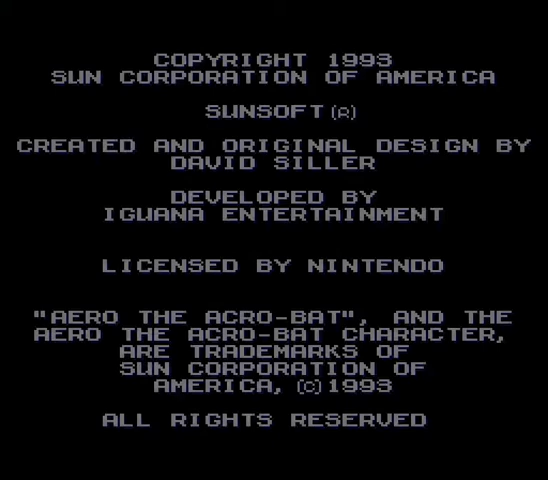 COPYRIGHT 1993
SUN CORPORATION OF AMERICA
SUNSOFT(R)
CREATED AND ORIGINAL DESIGN BY
DAVID SILLER
DEVELOPED BY
IGUANA ENTERTAINMENT
LICENSED BY NINTENDO
"AERO THE ACRO-BAT", AND THE
AERO THE ACRO-BAT CHARACTER,
ARE TRADEMARKS OF
SUN CORPORATION OF
AMERICA, (C)1993
ALL RIGHTS RESERVED